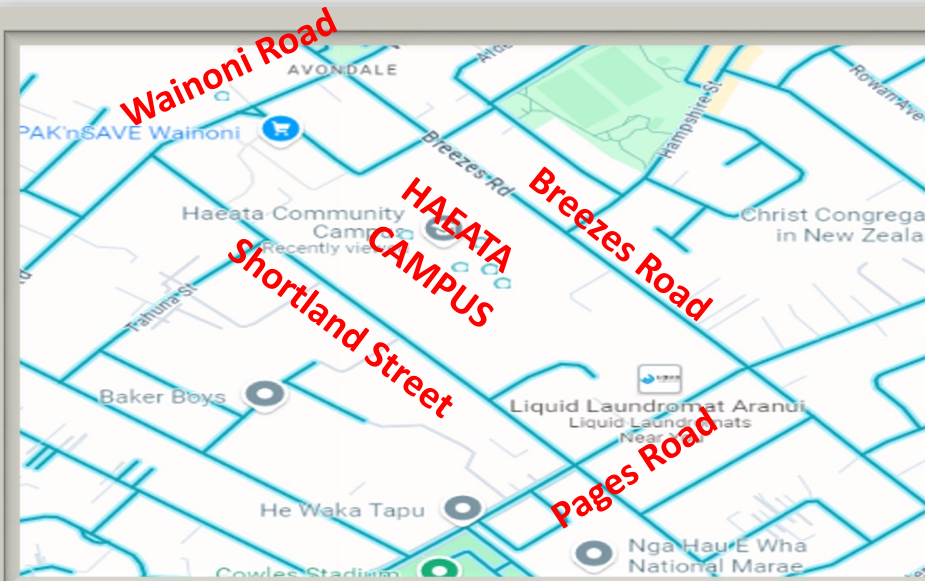 Wainoni Road
AVONDALE
Rowan Ave
Hampshire St
PAK'nSAVE Wainoni
Breezes Rd
Breezes Road
HAEATA
CAMPUS
Haeata Community
Campus
Recently
Christ Congrega
in New Zeala
Shortland Street
Tahuna St
Baker Boys
Liquid Laundromat Aranui
Liquid Laundromats
Near
Pages Road
He Waka Tapu
Nga Hau E Wha
National Marae
Cowles Stadium